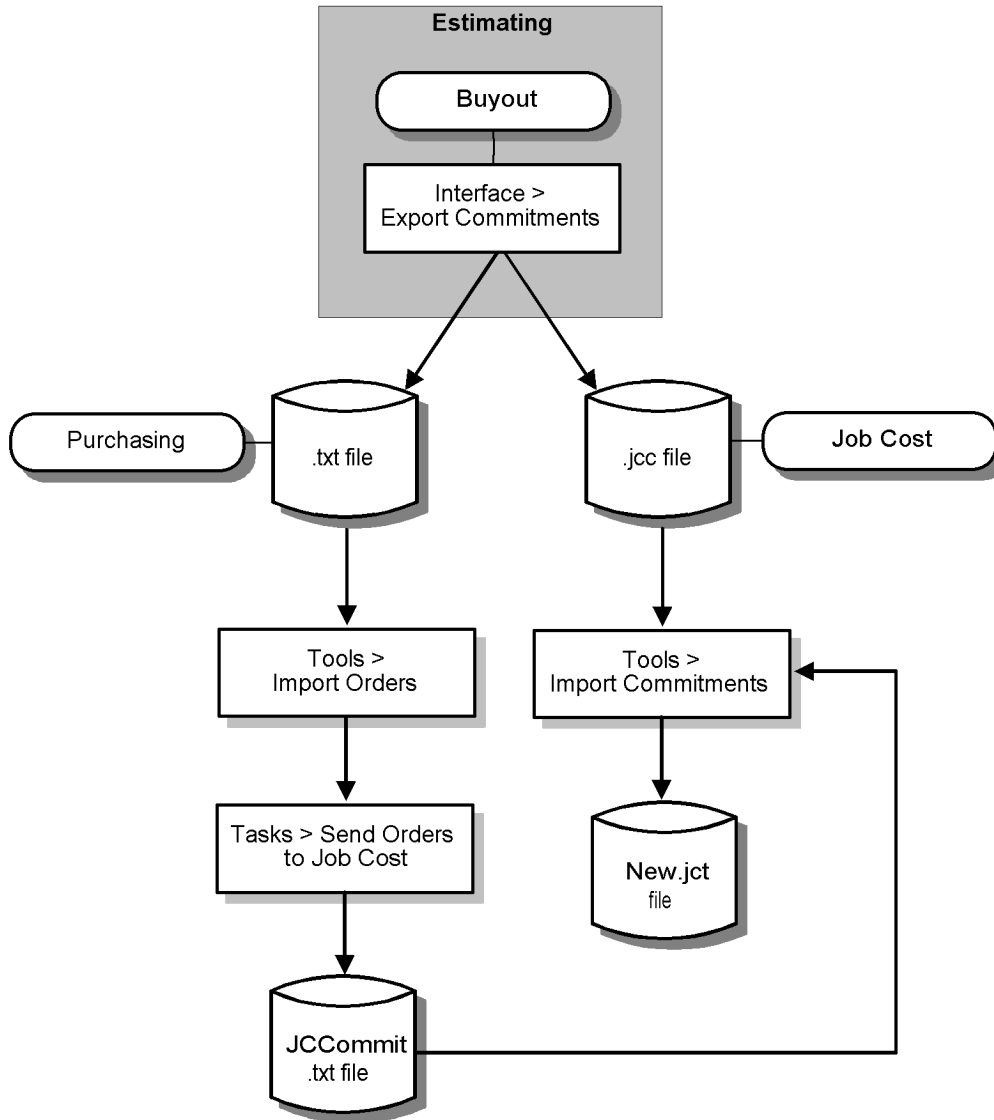 Estimating
Buyout
Interface >
Export Commitments
Purchasing
.txt file
.jcc file
Job Cost
Tools >
Import Orders
Tools >
Import Commitments
Tasks > Send Orders
to Job Cost
New.jct
file
JCCommit
.txt file